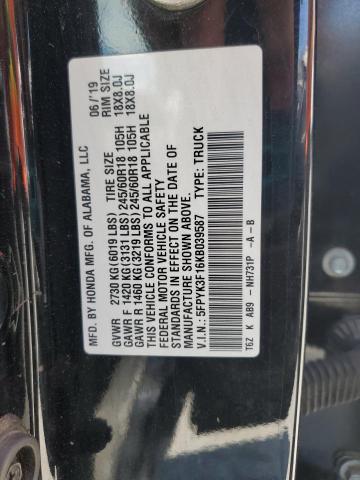 MFD. BY HONDA MFG. OF ALABAMA, LLC 06/'19
TIRE SIZE RIM SIZE
GVWR 2730 KG(6019 LBS)
GAWR F 1420 KG(3131 LBS) 245/60R18 105H 18X8.0J
GAWR R 1460 KG(3219 LBS) 245/60R18 105H 18X8.0J
THIS VEHICLE CONFORMS TO ALL APPLICABLE
FEDERAL MOTOR VEHICLE SAFETY
STANDARDS IN EFFECT ON THE DATE OF
MANUFACTURE SHOWN ABOVE.
V.I.N.: 5FPYK3F16KB039587 TYPE: TRUCK
T6Z K AB9 - NH731P -A -B